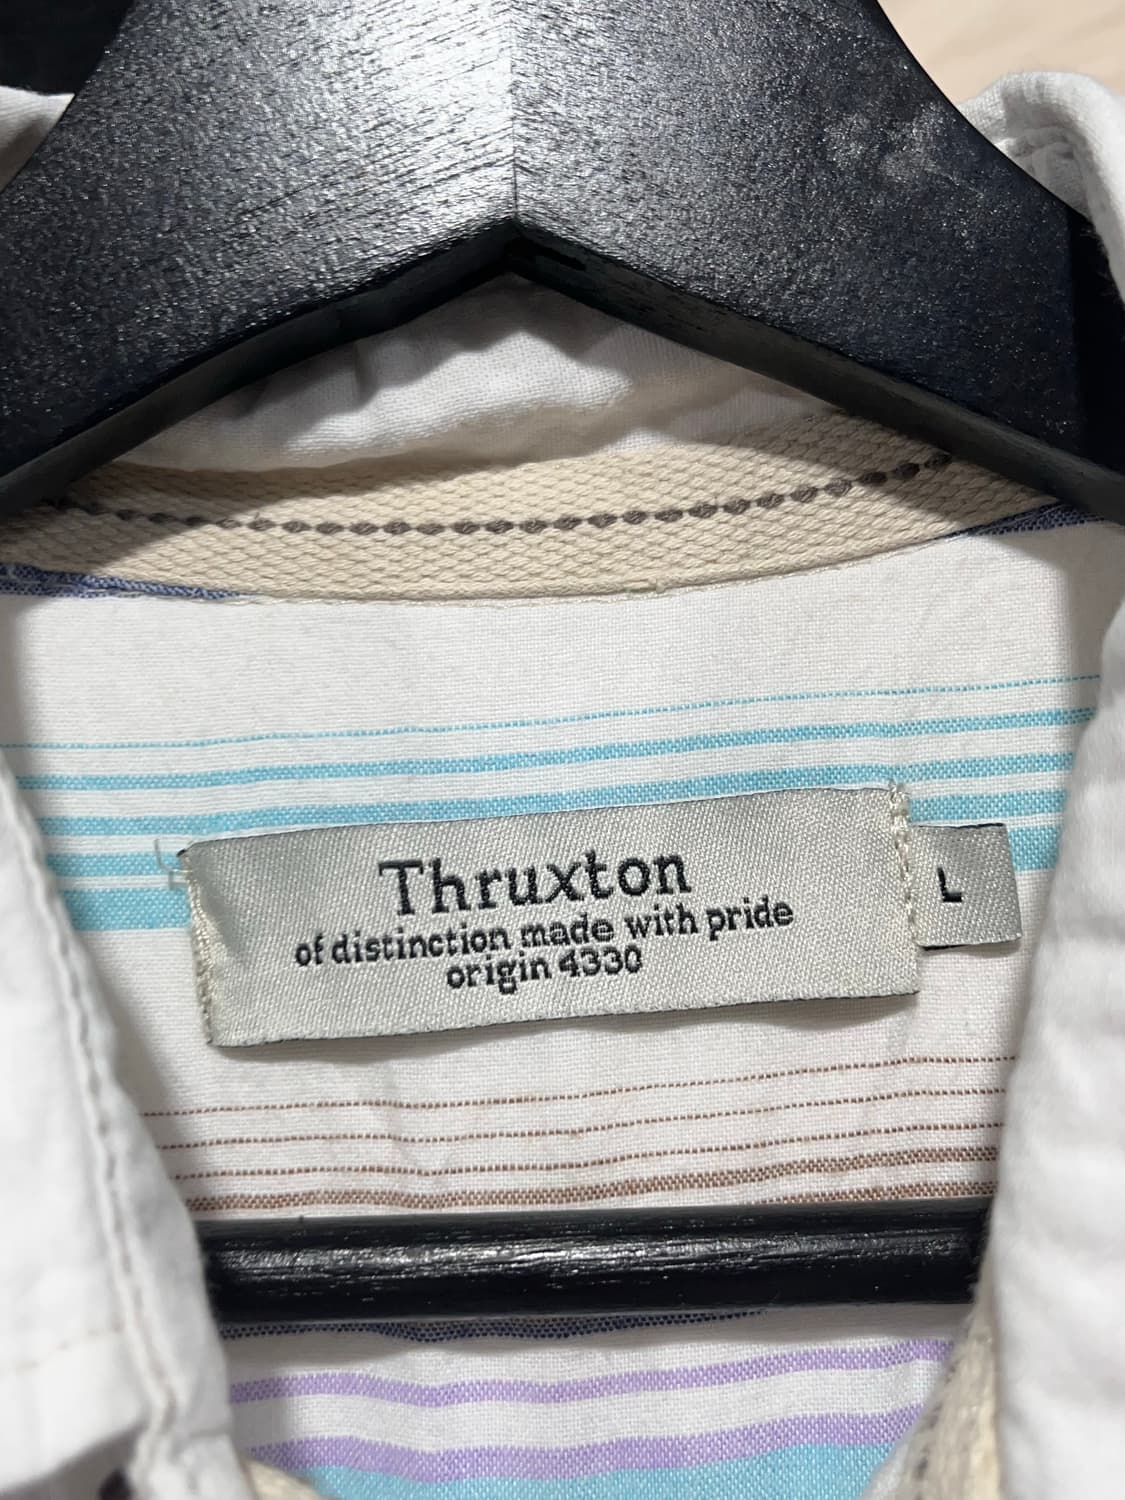 Thruxton
of distinction made with pride
origin 4330
L